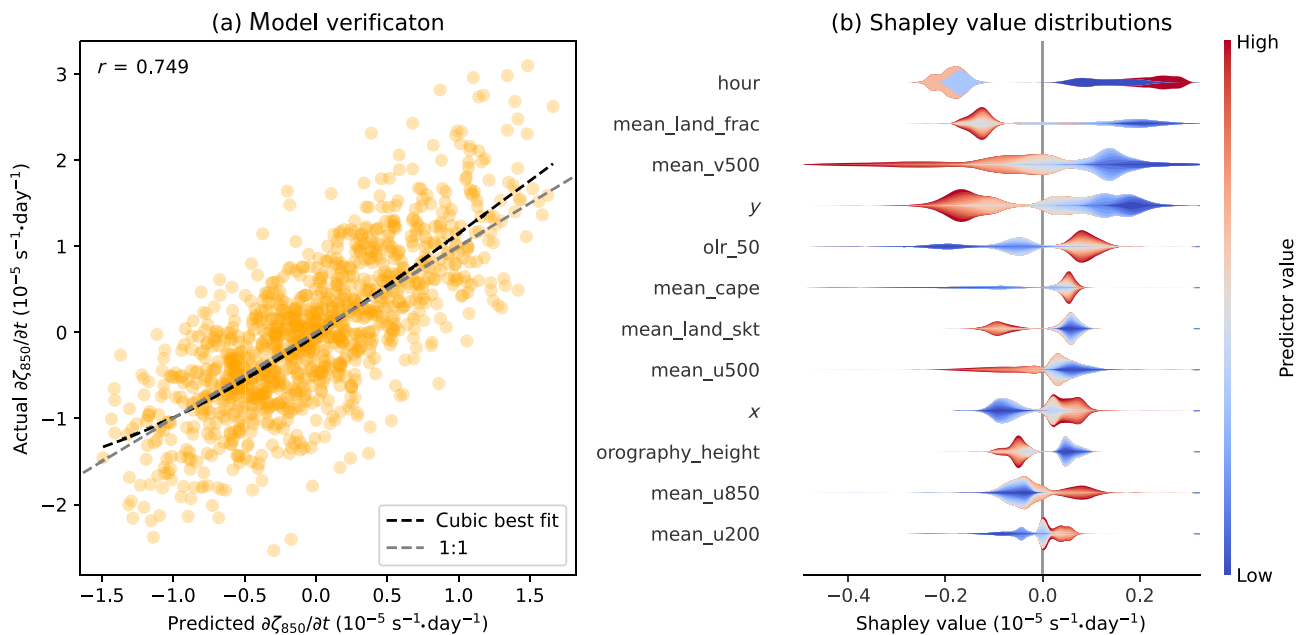 (a) Model verificaton
r = 0.749
Actual ∂ζ₈₅₀/∂t (10⁻⁵ s⁻¹·day⁻¹)
3
2
1
0
−1
−2
Cubic best fit
1:1
−1.5 −1.0 −0.5 0.0 0.5 1.0 1.5
Predicted ∂ζ₈₅₀/∂t (10⁻⁵ s⁻¹·day⁻¹)
(b) Shapley value distributions
hour
mean_land_frac
mean_v500
y
olr_50
mean_cape
mean_land_skt
mean_u500
x
orography_height
mean_u850
mean_u200
−0.4 −0.2 0.0 0.2
Shapley value (10⁻⁵ s⁻¹·day⁻¹)
High
Predictor value
Low